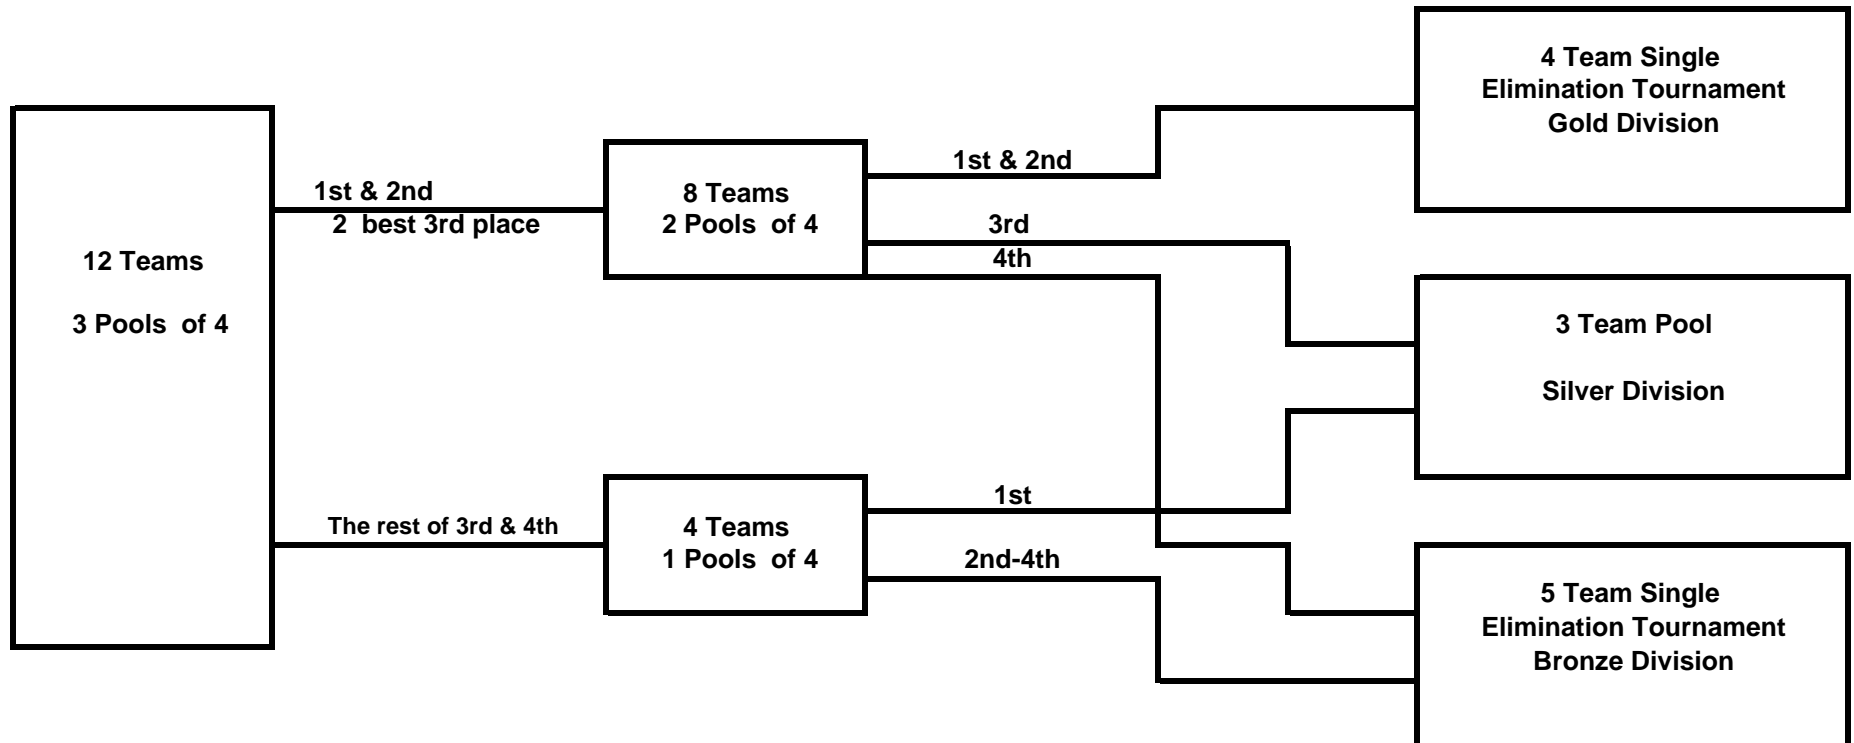 12 Teams
3 Pools of 4
1st & 2nd
2 best 3rd place
The rest of 3rd & 4th
8 Teams
2 Pools of 4
4 Teams
1 Pools of 4
1st & 2nd
3rd
4th
1st
2nd-4th
4 Team Single
Elimination Tournament
Gold Division
3 Team Pool
Silver Division
5 Team Single
Elimination Tournament
Bronze Division